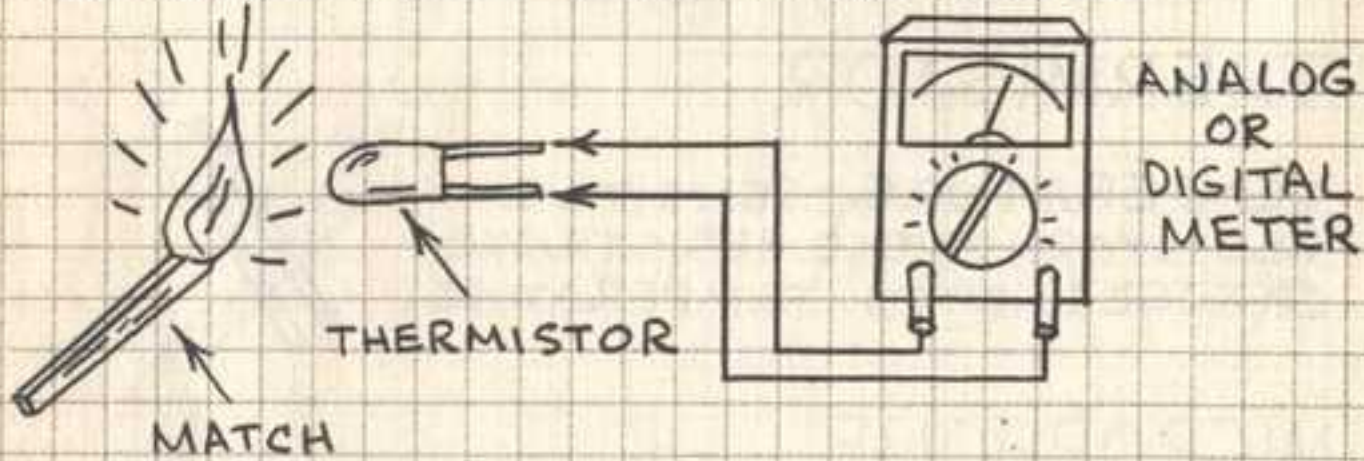 ANALOG
OR
DIGITAL
METER
THERMISTOR
MATCH